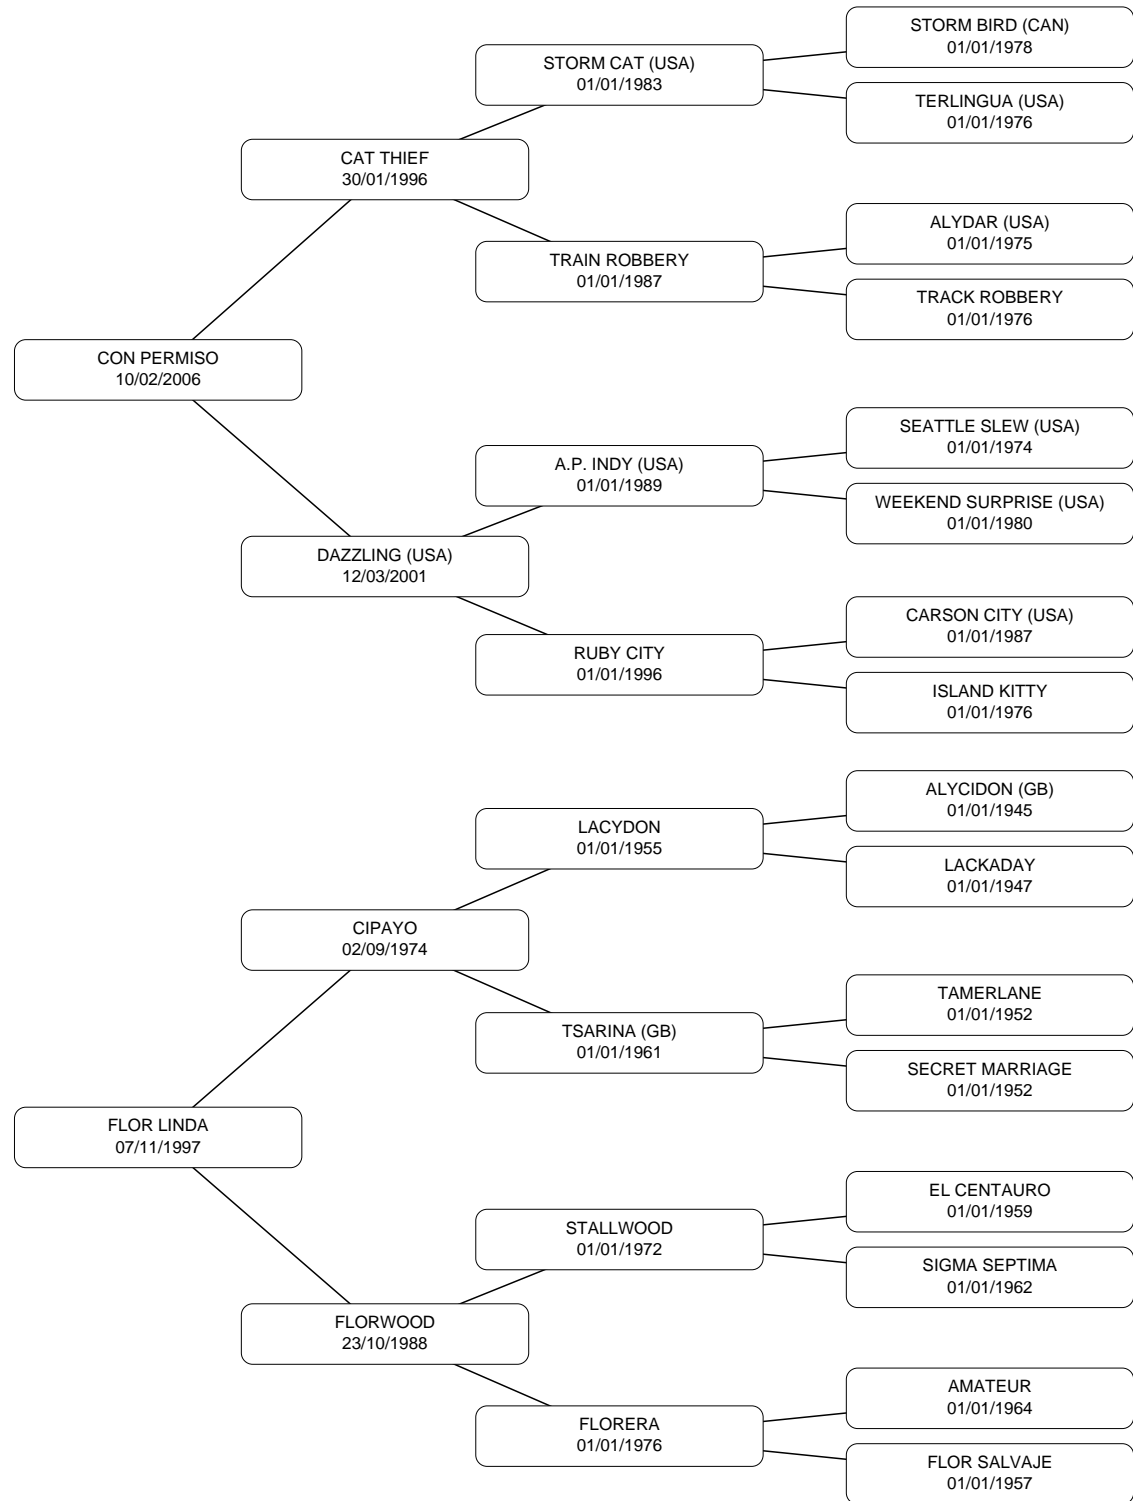 STORM BIRD (CAN)
01/01/1978
STORM CAT (USA)
01/01/1983
TERLINGUA (USA)
01/01/1976
CAT THIEF
30/01/1996
ALYDAR (USA)
01/01/1975
TRAIN ROBBERY
01/01/1987
TRACK ROBBERY
01/01/1976
CON PERMISO
10/02/2006
SEATTLE SLEW (USA)
01/01/1974
A.P. INDY (USA)
01/01/1989
WEEKEND SURPRISE (USA)
01/01/1980
DAZZLING (USA)
12/03/2001
CARSON CITY (USA)
01/01/1987
RUBY CITY
01/01/1996
ISLAND KITTY
01/01/1976
ALYCIDON (GB)
01/01/1945
LACYDON
01/01/1955
LACKADAY
01/01/1947
CIPAYO
02/09/1974
TAMERLANE
01/01/1952
TSARINA (GB)
01/01/1961
SECRET MARRIAGE
01/01/1952
FLOR LINDA
07/11/1997
EL CENTAURO
01/01/1959
STALLWOOD
01/01/1972
SIGMA SEPTIMA
01/01/1962
FLORWOOD
23/10/1988
AMATEUR
01/01/1964
FLORERA
01/01/1976
FLOR SALVAJE
01/01/1957